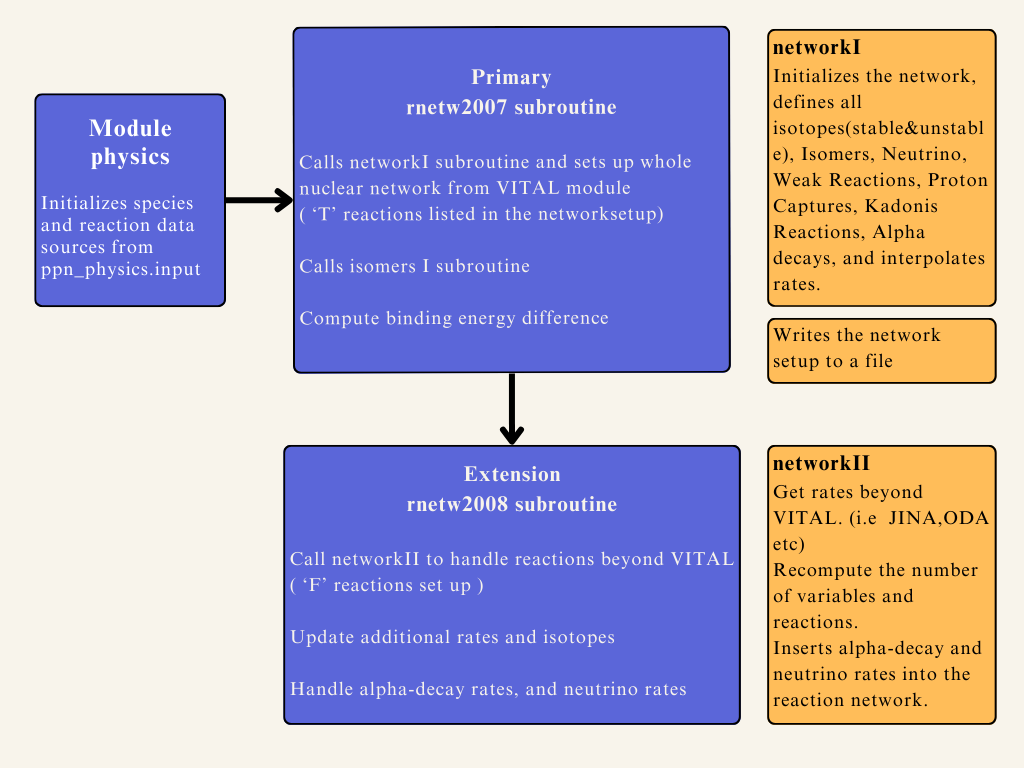 Module
physics
Initializes species
and reaction data
sources from
ppn_physics.input
Primary
rnetw2007 subroutine
Calls networkI subroutine and sets up whole
nuclear network from VITAL module
( ‘T’ reactions listed in the networksetup)
Calls isomers I subroutine
Compute binding energy difference
networkI
Initializes the network,
defines all
isotopes(stable&unstabl
e), Isomers, Neutrino,
Weak Reactions, Proton
Captures, Kadonis
Reactions, Alpha
decays, and interpolates
rates.
Writes the network
setup to a file
Extension
rnetw2008 subroutine
Call networkII to handle reactions beyond VITAL
( ‘F’ reactions set up )
Update additional rates and isotopes
Handle alpha-decay rates, and neutrino rates
networkII
Get rates beyond
VITAL. (i.e  JINA,ODA
etc)
Recompute the number
of variables and
reactions.
Inserts alpha-decay and
neutrino rates into the
reaction network.